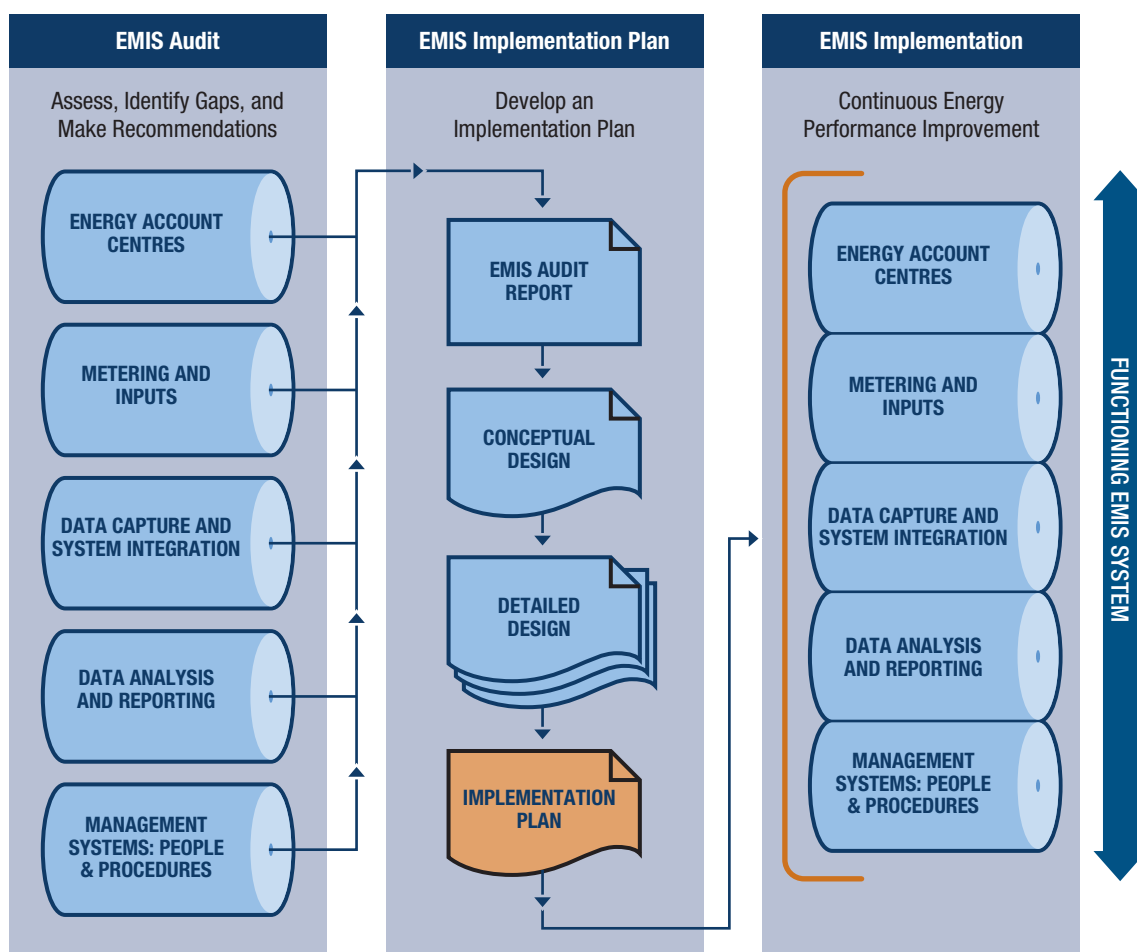 EMIS Audit
Assess, Identify Gaps, and
Make Recommendations
ENERGY ACCOUNT
CENTRES
METERING AND
INPUTS
DATA CAPTURE AND
SYSTEM INTEGRATION
DATA ANALYSIS
AND REPORTING
MANAGEMENT
SYSTEMS: PEOPLE
& PROCEDURES
EMIS Implementation Plan
Develop an
Implementation Plan
EMIS AUDIT
REPORT
CONCEPTUAL
DESIGN
DETAILED
DESIGN
IMPLEMENTATION
PLAN
EMIS Implementation
Continuous Energy
Performance Improvement
ENERGY ACCOUNT
CENTRES
METERING AND
INPUTS
DATA CAPTURE AND
SYSTEM INTEGRATION
DATA ANALYSIS
AND REPORTING
MANAGEMENT
SYSTEMS: PEOPLE
& PROCEDURES
FUNCTIONING EMIS SYSTEM